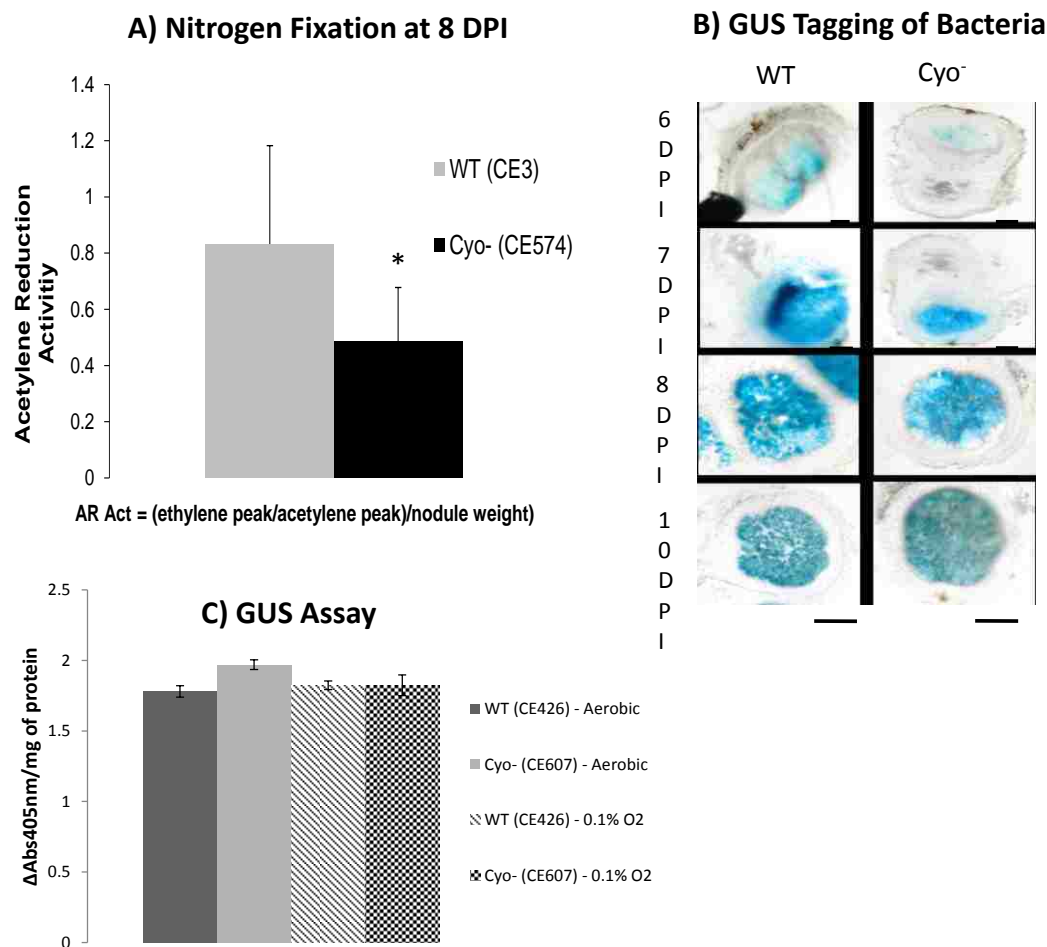 A) Nitrogen Fixation at 8 DPI
1.4
1.2
1
0.8
0.6
0.4
0.2
0
Acetylene Reduction
Activitiy
*
WT (CE3)
Cyo- (CE574)
AR Act = (ethylene peak/acetylene peak)/nodule weight)
B) GUS Tagging of Bacteria
WT
Cyo-
6
D
P
I
7
D
P
I
8
D
P
I
1
0
D
P
I
C) GUS Assay
2.5
2
1.5
1
0.5
0
ΔAbs405nm/mg of protein
WT (CE426) - Aerobic
Cyo- (CE607) - Aerobic
WT (CE426) - 0.1% O2
Cyo- (CE607) - 0.1% O2